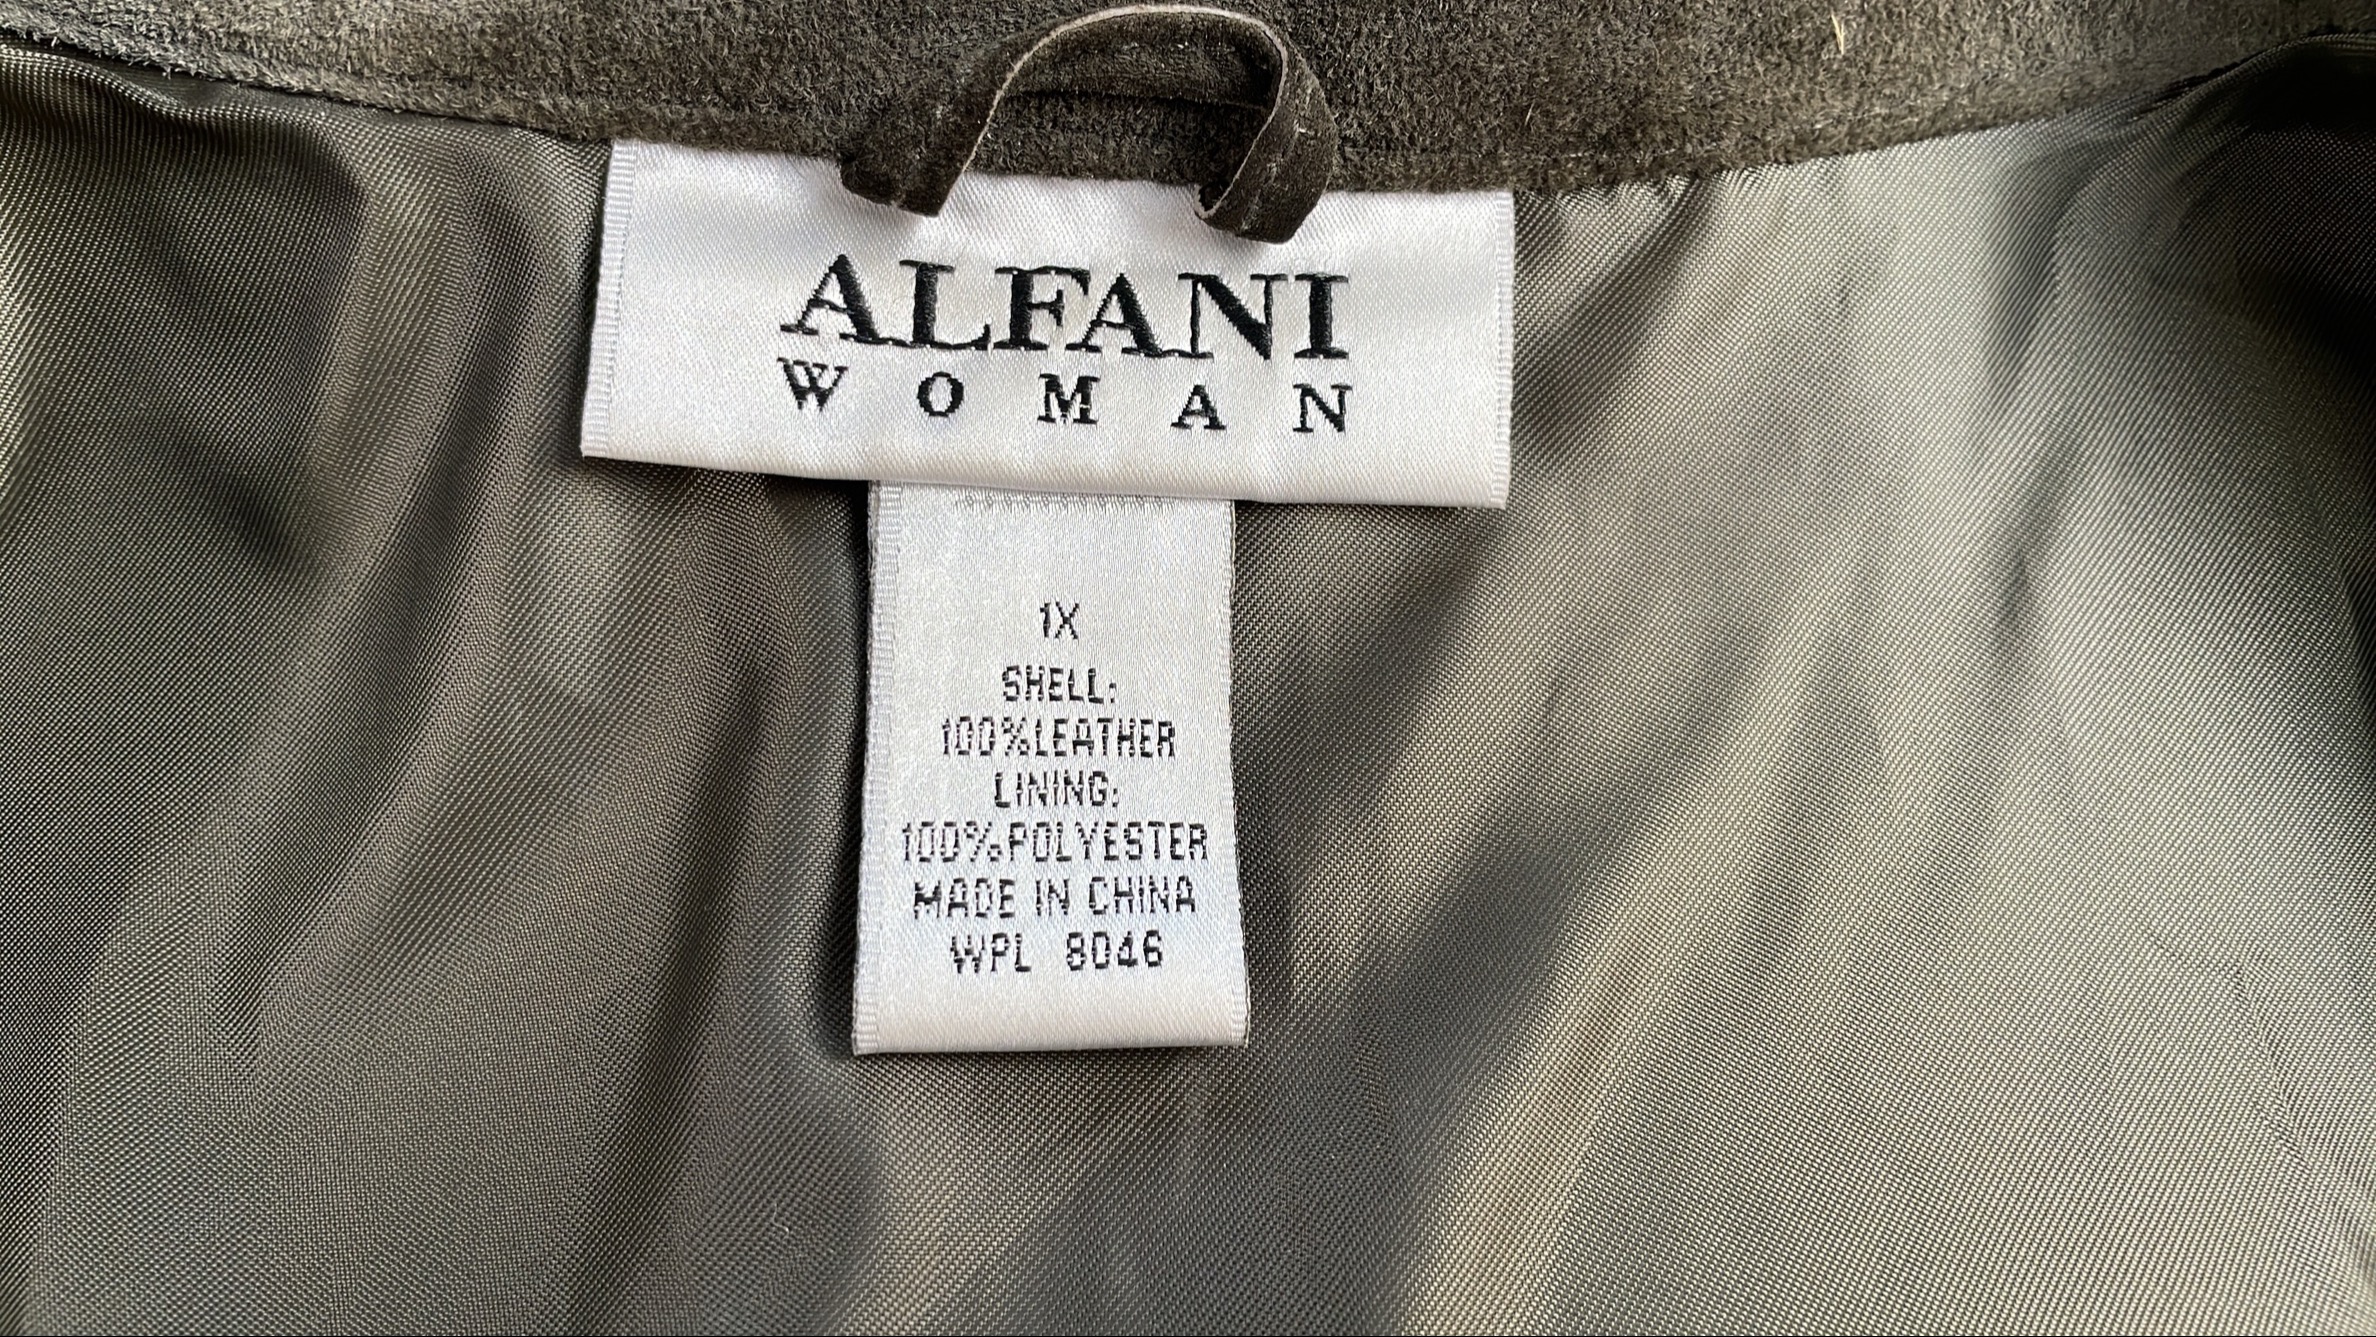 ALFANI
WOMAN
1X
SHELL:
100%LEATHER
LINING:
100%POLYESTER
MADE IN CHINA
WPL 8046